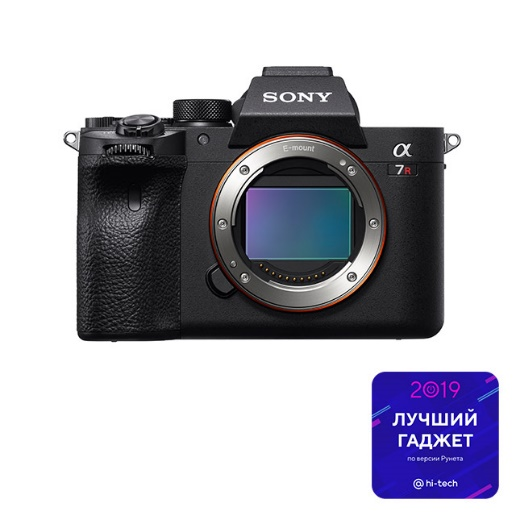 SONY
E-mount
α
7R
2019
ЛУЧШИЙ
ГАДЖЕТ
по версии Рунета
@hi-tech